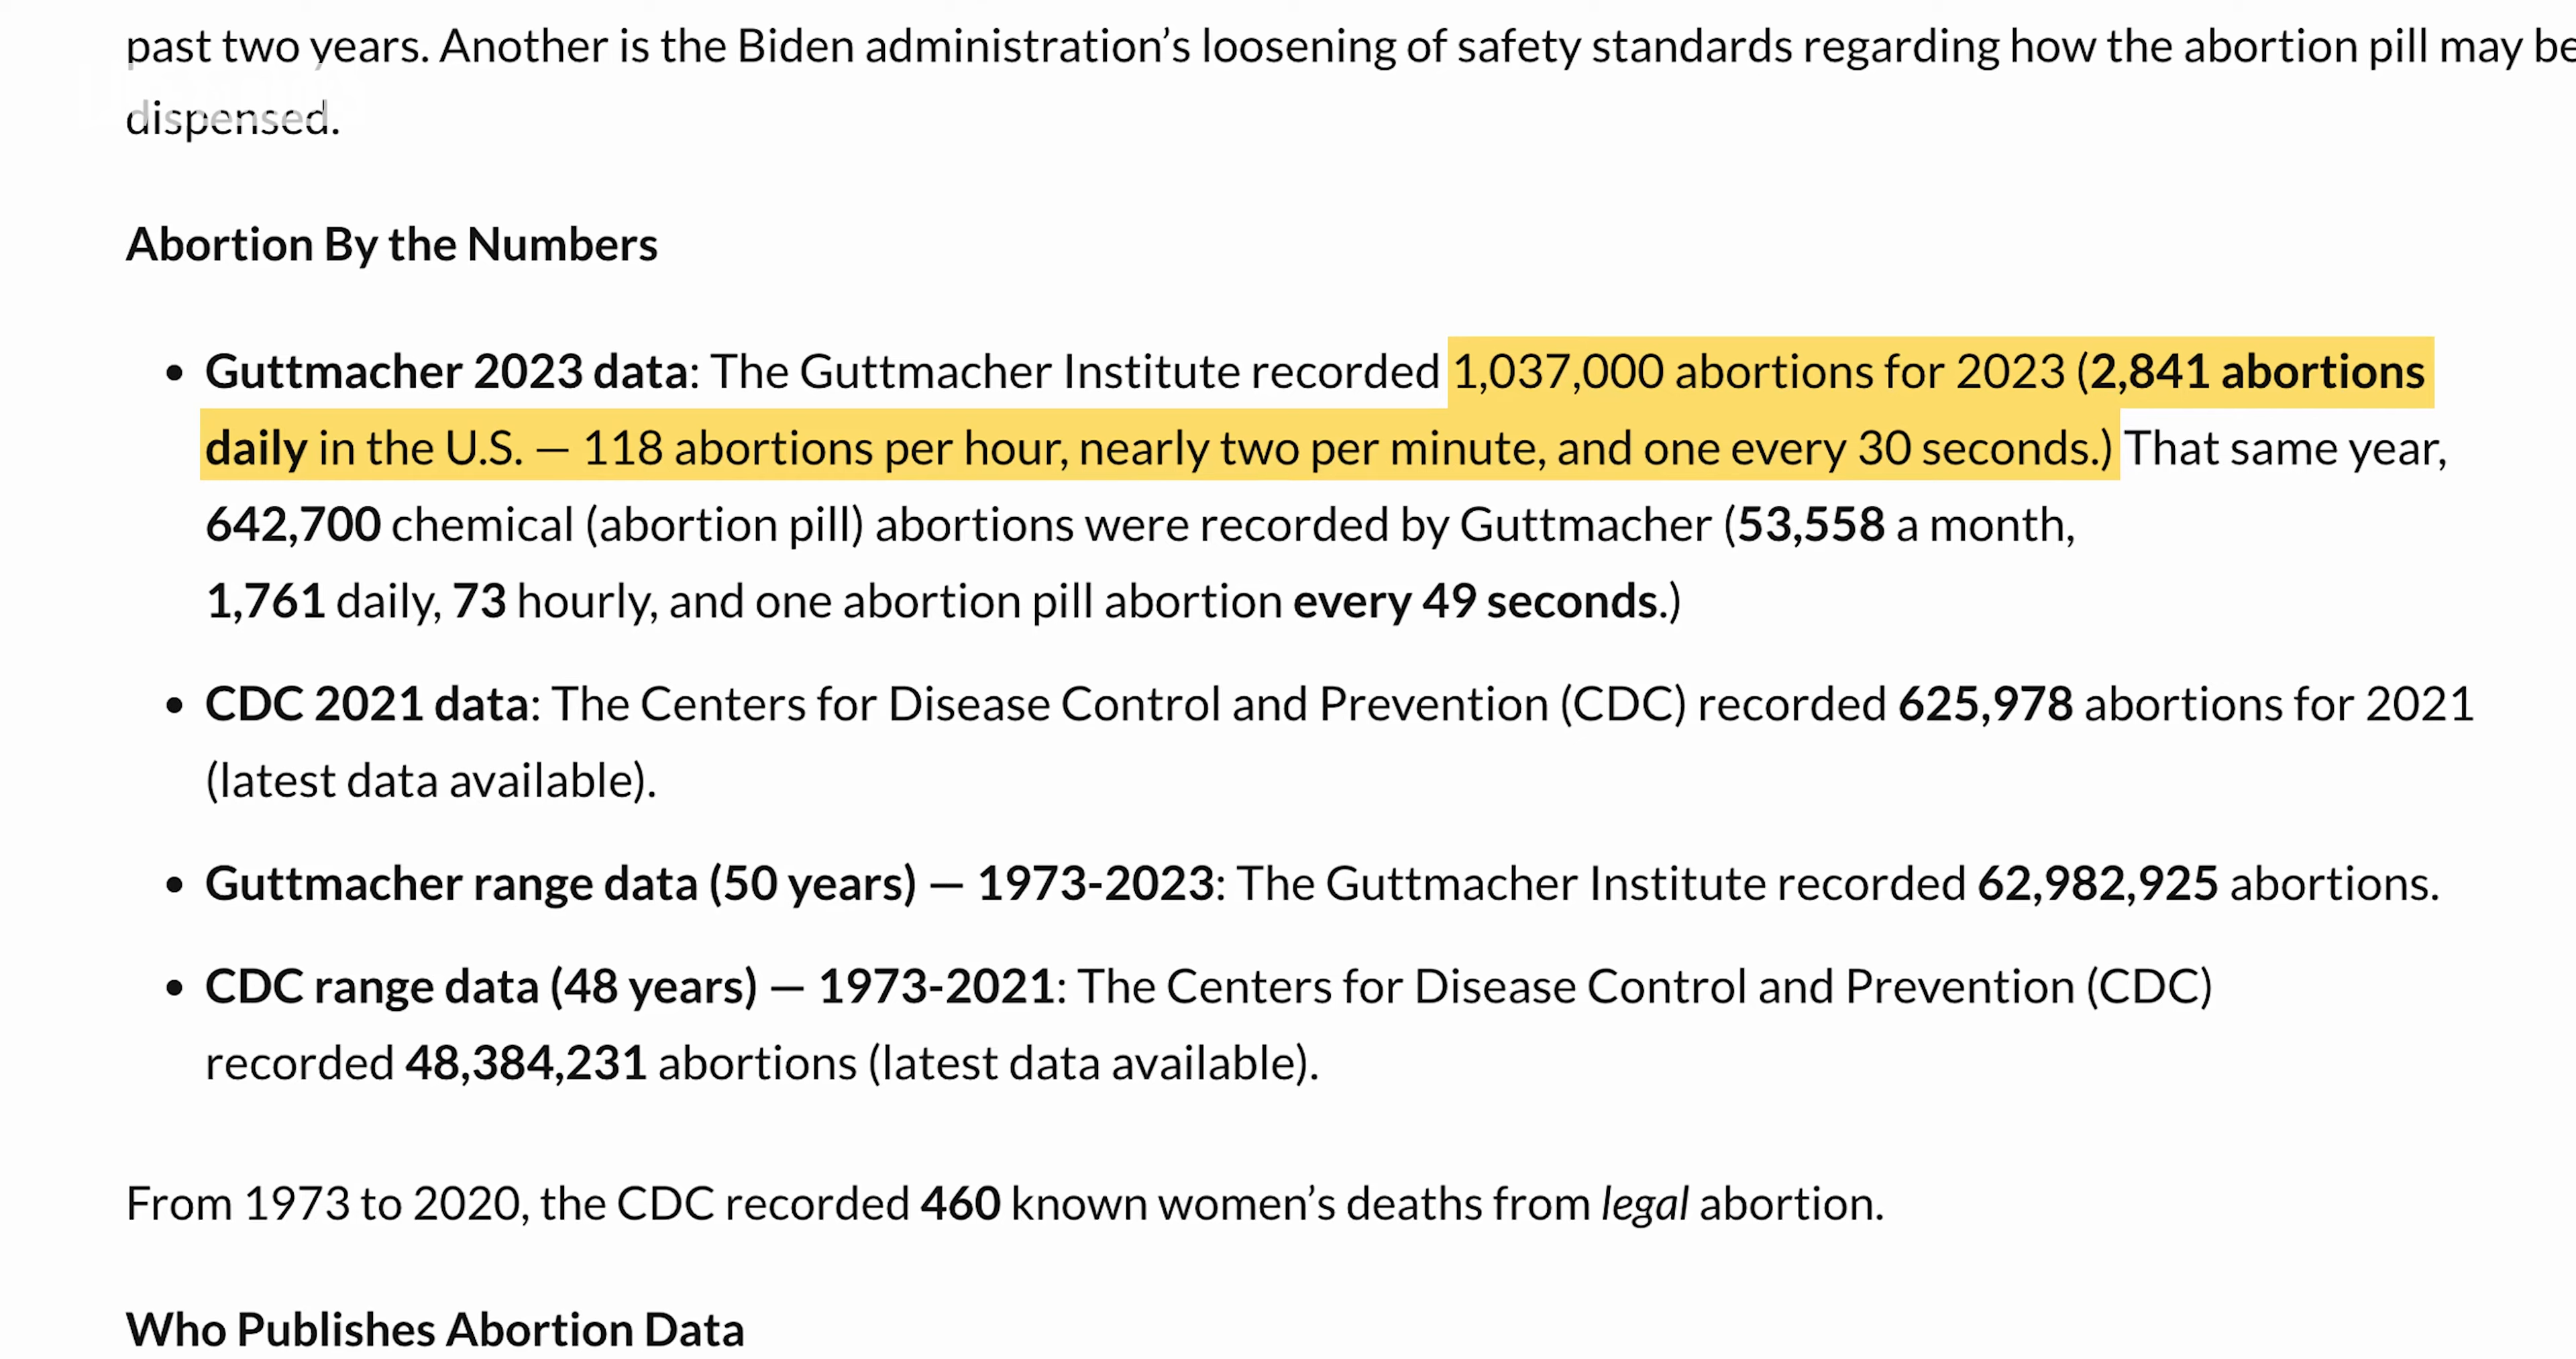 past two years. Another is the Biden administration’s loosening of safety standards regarding how the abortion pill may be
dispensed.
Abortion By the Numbers
• Guttmacher 2023 data: The Guttmacher Institute recorded 1,037,000 abortions for 2023 (2,841 abortions
daily in the U.S. — 118 abortions per hour, nearly two per minute, and one every 30 seconds.) That same year,
642,700 chemical (abortion pill) abortions were recorded by Guttmacher (53,558 a month,
1,761 daily, 73 hourly, and one abortion pill abortion every 49 seconds.)
• CDC 2021 data: The Centers for Disease Control and Prevention (CDC) recorded 625,978 abortions for 2021
(latest data available).
• Guttmacher range data (50 years) — 1973-2023: The Guttmacher Institute recorded 62,982,925 abortions.
• CDC range data (48 years) — 1973-2021: The Centers for Disease Control and Prevention (CDC)
recorded 48,384,231 abortions (latest data available).
From 1973 to 2020, the CDC recorded 460 known women’s deaths from legal abortion.
Who Publishes Abortion Data